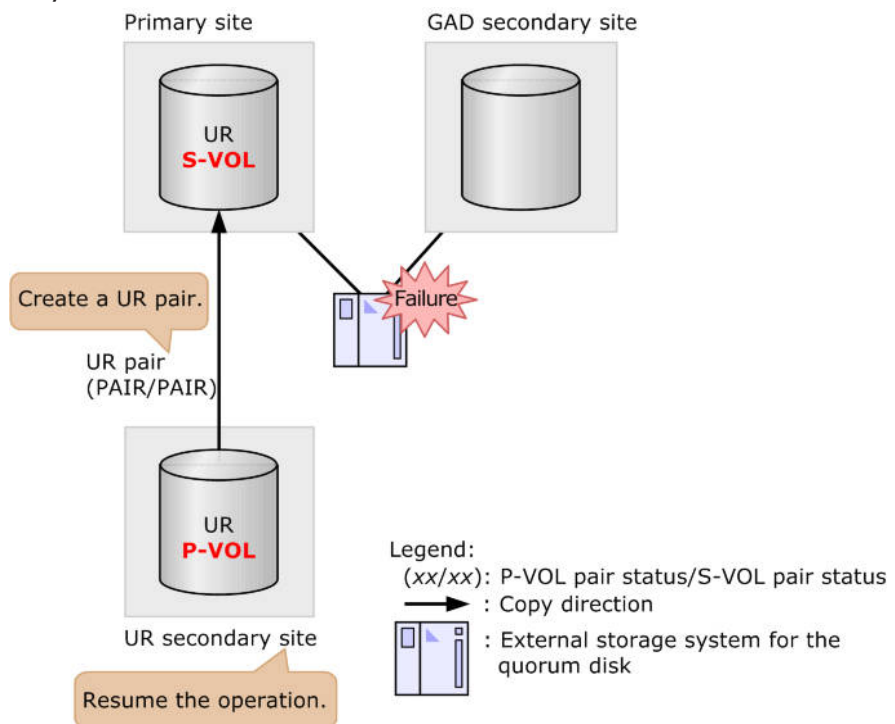 Primary site
GAD secondary site
UR
S-VOL
Create a UR pair.
Failure
UR pair
(PAIR/PAIR)
UR
P-VOL
UR secondary site
Resume the operation.
Legend:
(xx/xx): P-VOL pair status/S-VOL pair status
: Copy direction
: External storage system for the
quorum disk